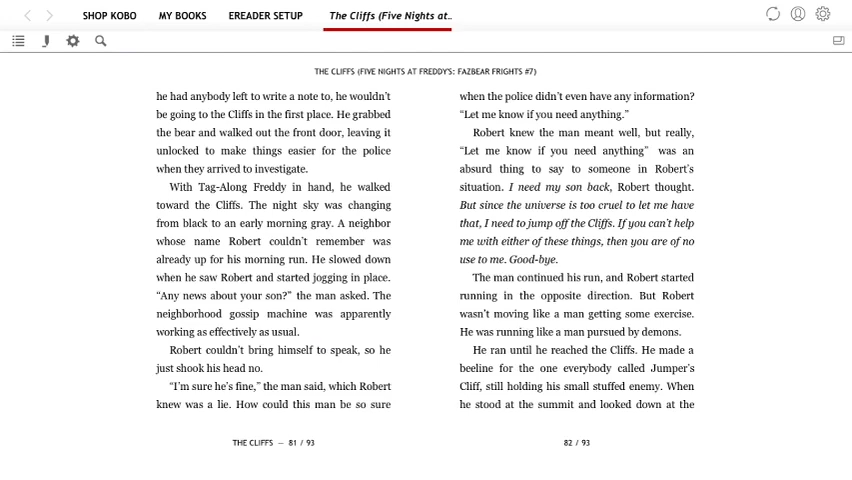 SHOP KOBO MY BOOKS EREADER SETUP The Cliffs (Five Nights at..
THE CLIFFS (FIVE NIGHTS AT FREDDY'S: FAZBEAR FRIGHTS #7)
he had anybody left to write a note to, he wouldn't
be going to the Cliffs in the first place. He grabbed
the bear and walked out the front door, leaving it
unlocked to make things easier for the police
when they arrived to investigate.
With Tag-Along Freddy in hand, he walked
toward the Cliffs. The night sky was changing
from black to an early morning gray. A neighbor
whose name Robert couldn't remember was
already up for his morning run. He slowed down
when he saw Robert and started jogging in place.
“Any news about your son?” the man asked. The
neighborhood gossip machine was apparently
working as effectively as usual.
Robert couldn't bring himself to speak, so he
just shook his head no.
“I'm sure he's fine,” the man said, which Robert
knew was a lie. How could this man be so sure
THE CLIFFS — 81 / 93
when the police didn't even have any information?
“Let me know if you need anything.”
Robert knew the man meant well, but really,
“Let me know if you need anything” was an
absurd thing to say to someone in Robert's
situation. I need my son back, Robert thought.
But since the universe is too cruel to let me have
that, I need to jump off the Cliffs. If you can't help
me with either of these things, then you are of no
use to me. Good-bye.
The man continued his run, and Robert started
running in the opposite direction. But Robert
wasn't moving like a man getting some exercise.
He was running like a man pursued by demons.
He ran until he reached the Cliffs. He made a
beeline for the one everybody called Jumper's
Cliff, still holding his small stuffed enemy. When
he stood at the summit and looked down at the
82 / 93